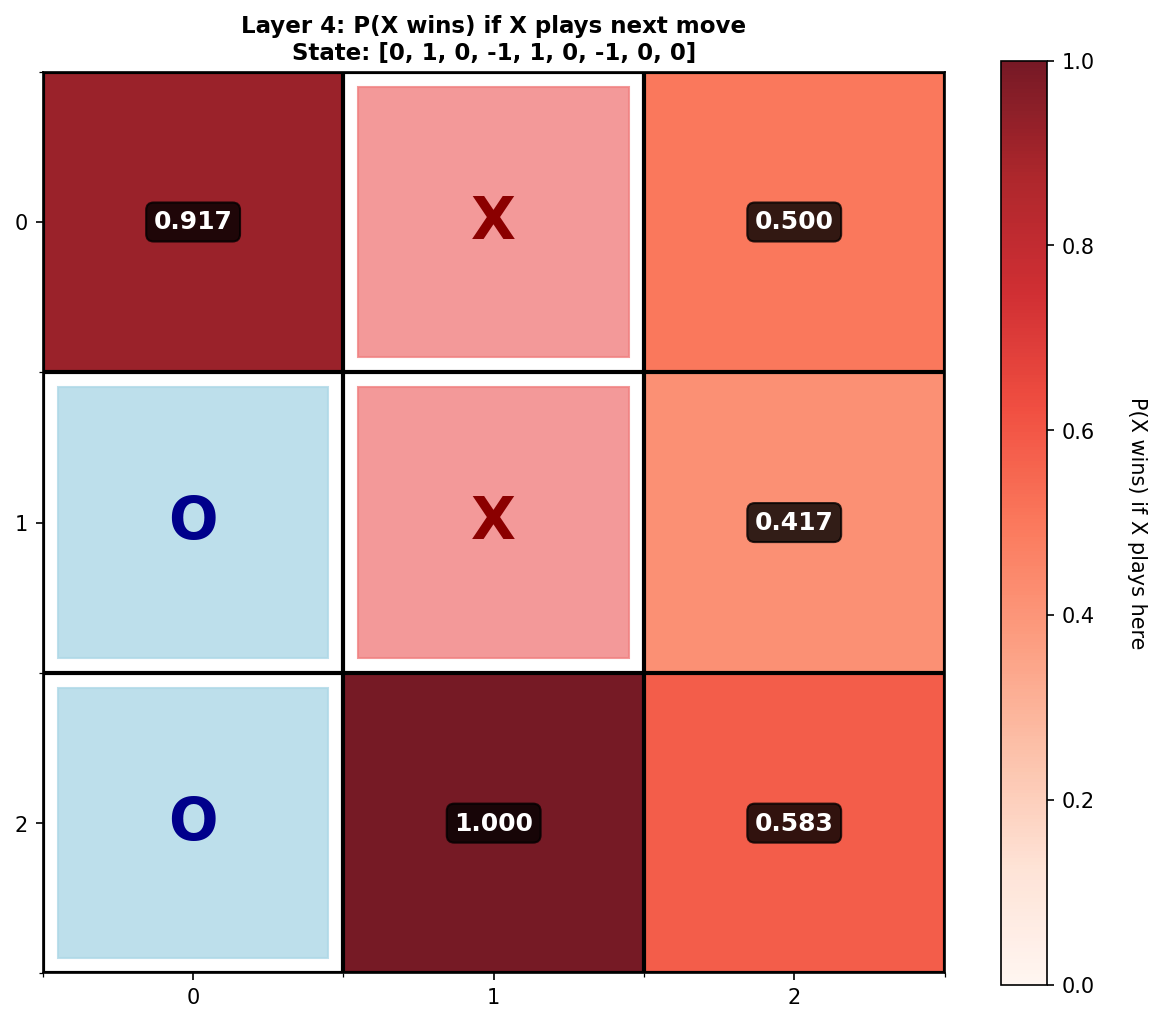 Layer 4: P(X wins) if X plays next move
State: [0, 1, 0, -1, 1, 0, -1, 0, 0]
0
0.917
X
0.500
1
O
X
0.417
2
O
1.000
0.583
0
1
2
1.0
0.8
0.6
0.4
0.2
0.0
P(X wins) if X plays here